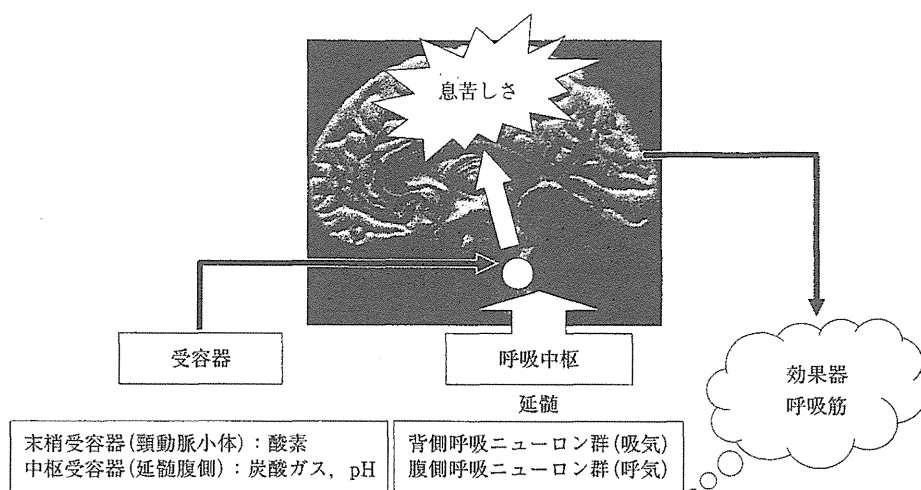 息苦しさ
受容器
呼吸中枢
延髄
効果器
呼吸筋
末梢受容器(頸動脈小体)：酸素
中枢受容器(延髄腹側)：炭酸ガス，pH
背側呼吸ニューロン群(吸気)
腹側呼吸ニューロン群(呼気)